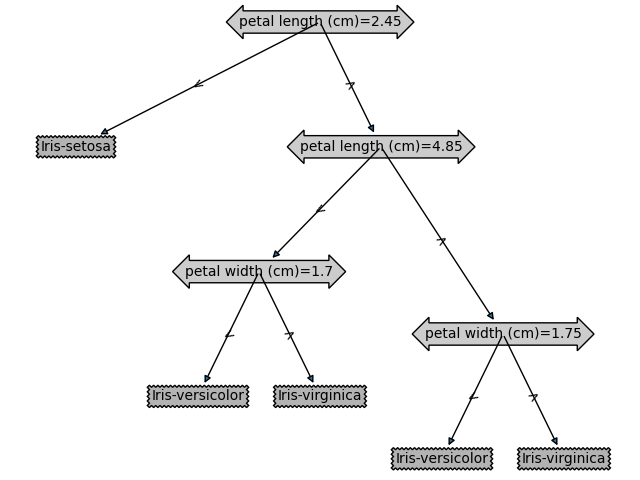 petal length (cm)=2.45
<
>
Iris-setosa
petal length (cm)=4.85
<
>
petal width (cm)=1.7
<
>
petal width (cm)=1.75
Iris-versicolor
Iris-virginica
<
>
Iris-versicolor
Iris-virginica